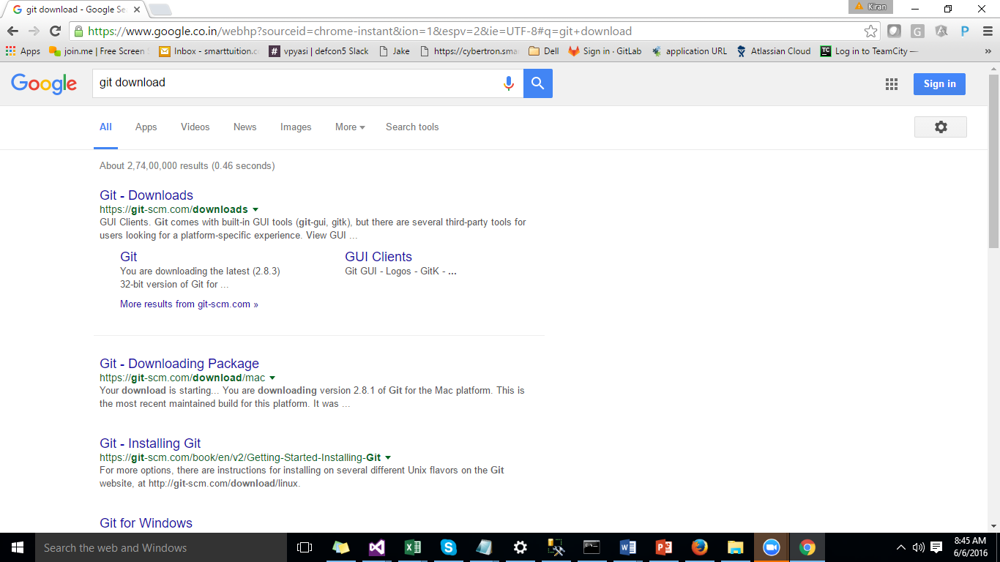 git download - Google Se
Kiran
https://www.google.co.in/webhp?sourceid=chrome-instant&ion=1&espv=2&ie=UTF-8#q=git+download
Apps
join.me | Free Screen
Inbox - smarttuition.c
vpyasi | defcon5 Slack
Jake
https://cybertron.sma
Dell
Sign in · GitLab
application URL
Atlassian Cloud
Log in to TeamCity —
»
Google
git download
Sign in
All
Apps
Videos
News
Images
More
Search tools
About 2,74,00,000 results (0.46 seconds)
Git - Downloads
https://git-scm.com/downloads
GUI Clients. Git comes with built-in GUI tools (git-gui, gitk), but there are several third-party tools for
users looking for a platform-specific experience. View GUI ...
Git
You are downloading the latest (2.8.3)
32-bit version of Git for ...
GUI Clients
Git GUI - Logos - GitK - ...
More results from git-scm.com »
Git - Downloading Package
https://git-scm.com/download/mac
Your download is starting... You are downloading version 2.8.1 of Git for the Mac platform. This is
the most recent maintained build for this platform. It was ...
Git - Installing Git
https://git-scm.com/book/en/v2/Getting-Started-Installing-Git
For more options, there are instructions for installing on several different Unix flavors on the Git
website, at http://git-scm.com/download/linux.
Git for Windows
Search the web and Windows
8:45 AM
6/6/2016